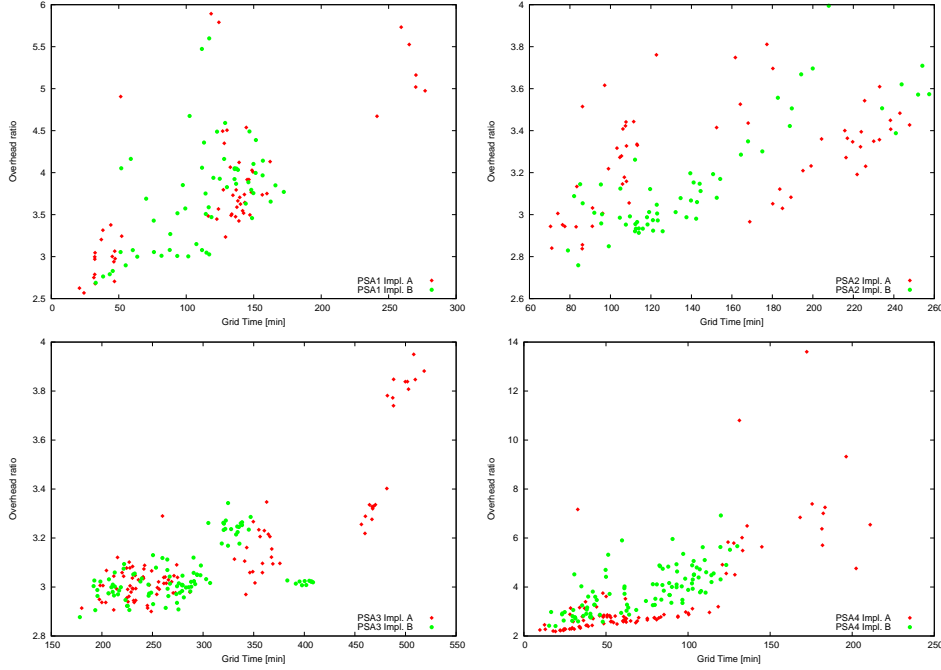 6
5.5
5
4.5
4
3.5
3
2.5
Overhead ratio
PSA1 Impl. A
PSA1 Impl. B
0 50 100 150 200 250 300
Grid Time [min]
4
3.8
3.6
3.4
3.2
3
2.8
2.6
Overhead ratio
PSA2 Impl. A
PSA2 Impl. B
60 80 100 120 140 160 180 200 220 240 260
Grid Time [min]
4
3.8
3.6
3.4
3.2
3
2.8
Overhead ratio
PSA3 Impl. A
PSA3 Impl. B
150 200 250 300 350 400 450 500 550
Grid Time [min]
14
12
10
8
6
4
2
Overhead ratio
PSA4 Impl. A
PSA4 Impl. B
0 50 100 150 200 250
Grid Time [min]